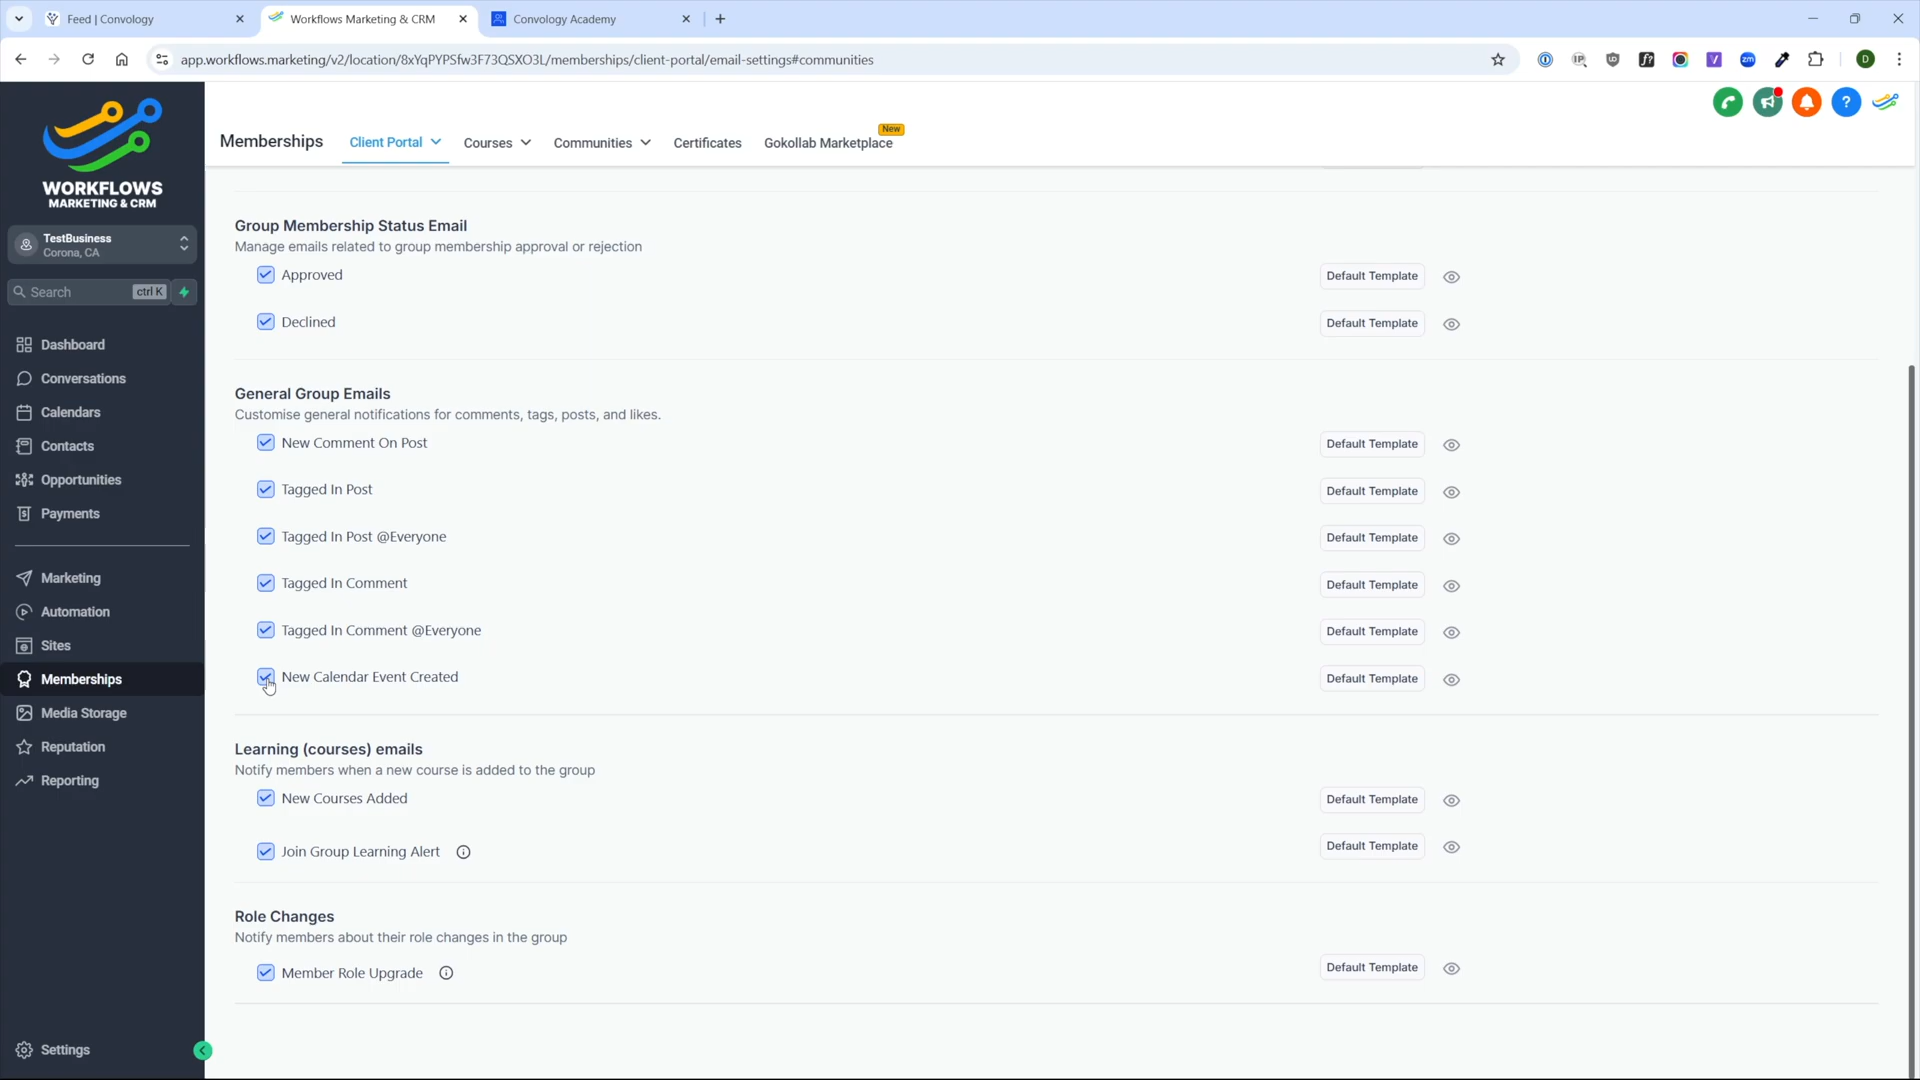 Feed | Convology
Workflows Marketing & CRM
Convology Academy
app.workflows.marketing/v2/location/8xYqPYPSfw3F73QSXO3L/memberships/client-portal/email-settings#communities
D
WORKFLOWS
MARKETING & CRM
TestBusiness
Corona, CA
Search
ctrl K
Dashboard
Conversations
Calendars
Contacts
Opportunities
Payments
Marketing
Automation
Sites
Memberships
Media Storage
Reputation
Reporting
Settings
Memberships
Client Portal
Courses
Communities
Certificates
Gokollab Marketplace
New
Group Membership Status Email
Manage emails related to group membership approval or rejection
Approved
Default Template
Declined
Default Template
General Group Emails
Customise general notifications for comments, tags, posts, and likes.
New Comment On Post
Default Template
Tagged In Post
Default Template
Tagged In Post @Everyone
Default Template
Tagged In Comment
Default Template
Tagged In Comment @Everyone
Default Template
New Calendar Event Created
Default Template
Learning (courses) emails
Notify members when a new course is added to the group
New Courses Added
Default Template
Join Group Learning Alert
Default Template
Role Changes
Notify members about their role changes in the group
Member Role Upgrade
Default Template